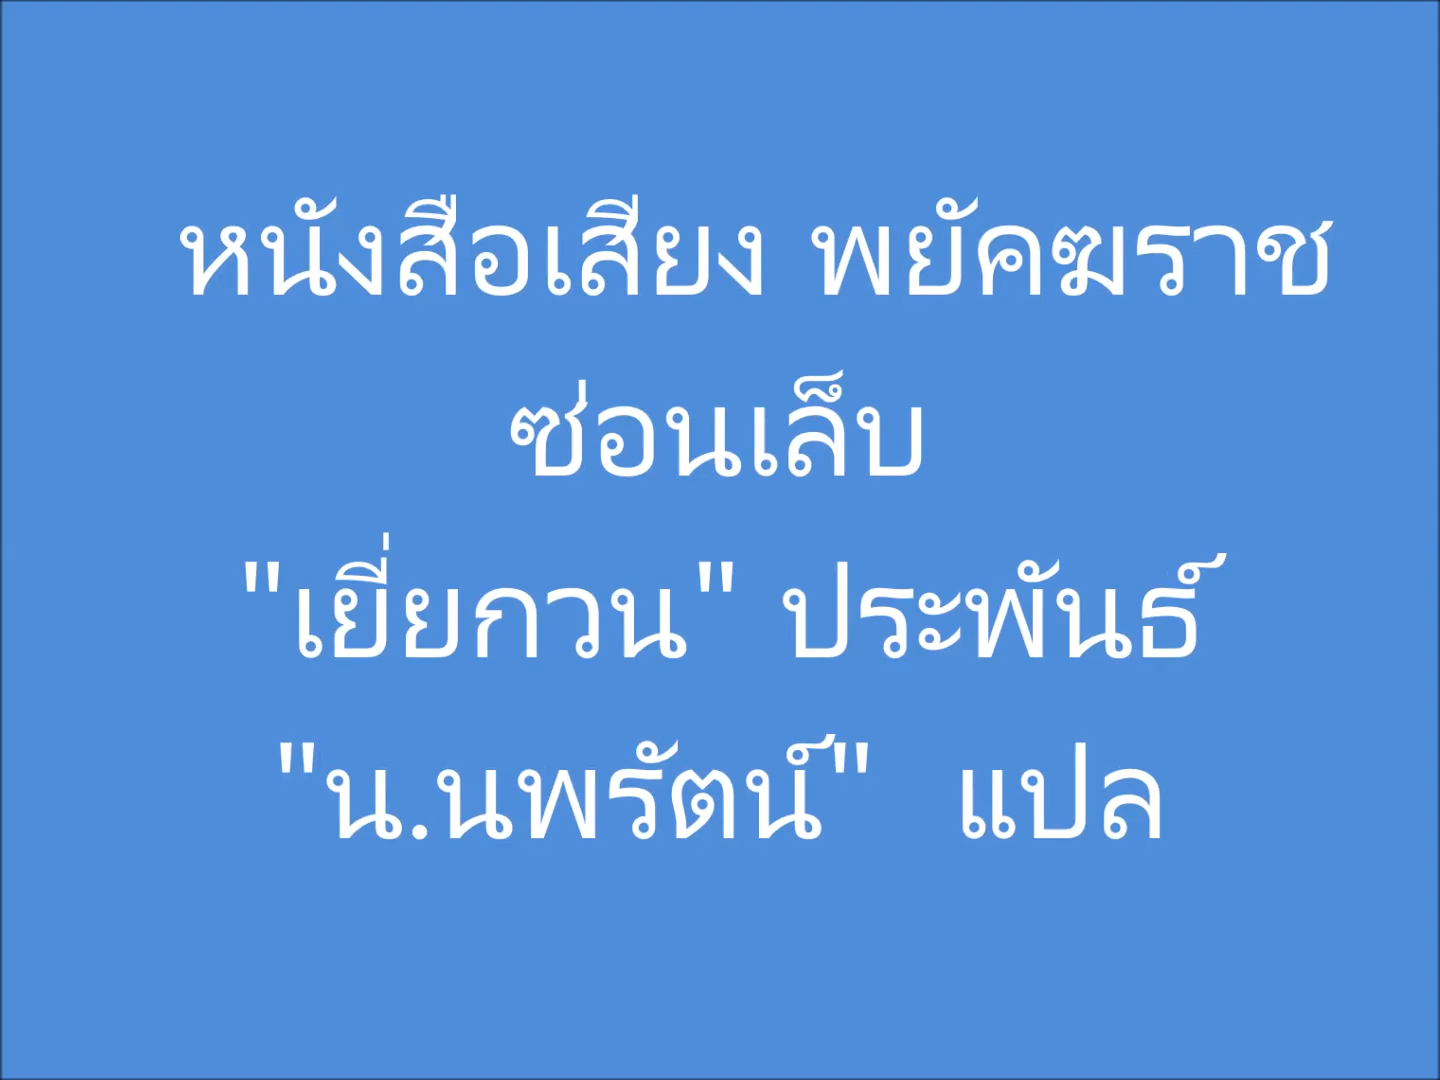 หนังสือเสียง พยัคฆราช
ซ่อนเล็บ
"เยี่ยกวน" ประพันธ์
"น.นพรัตน์" แปล